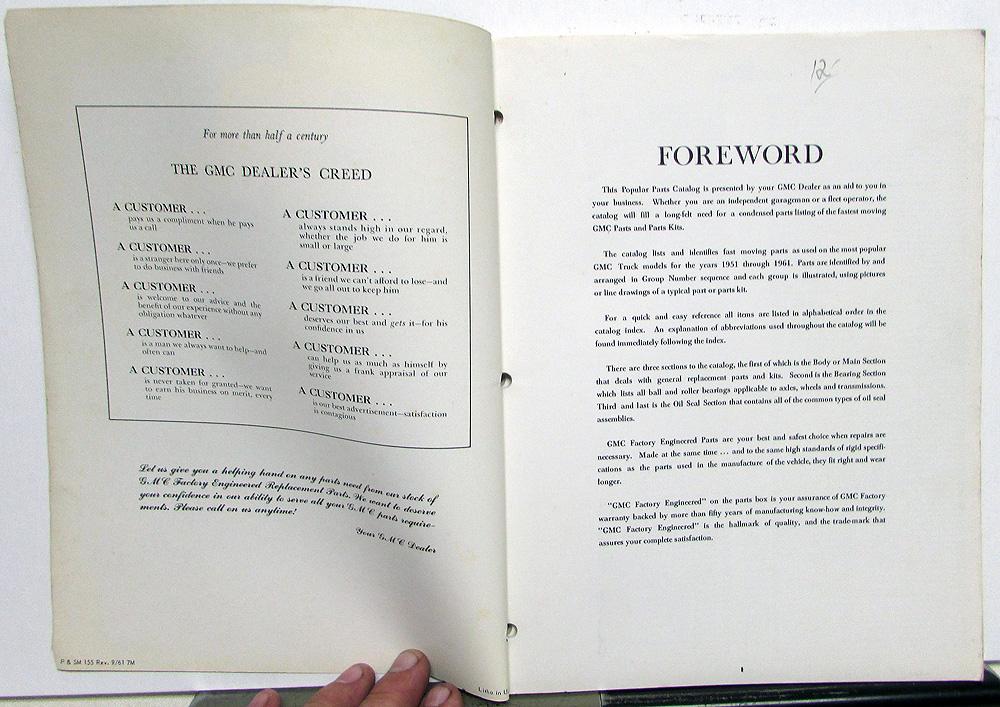 For more than half a century
THE GMC DEALER'S CREED
A CUSTOMER . . .
pays us a compliment when he pays
us a call
A CUSTOMER . . .
is a stranger here only once—we prefer
to do business with friends
A CUSTOMER . . .
is welcome to our advice and the
benefit of our experience without any
obligation whatever
A CUSTOMER . . .
is a man we always want to help—and
often can
A CUSTOMER . . .
is never taken for granted—we want
to earn his business on merit, every
time
A CUSTOMER . . .
always stands high in our regard,
whether the job we do for him is
small or large
A CUSTOMER . . .
is a friend we can't afford to lose—and
we go all out to keep him
A CUSTOMER . . .
deserves our best and gets it—for his
confidence in us
A CUSTOMER . . .
can help us as much as himself by
giving us a frank appraisal of our
service
A CUSTOMER . . .
is our best advertisement—satisfaction
is contagious
Let us give you a helping hand on any parts need from our stock of
GMC Factory Engineered Replacement Parts. We want to deserve
your confidence in our ability to serve all your GMC parts require-
ments. Please call on us anytime!
Your GMC Dealer
P & SM 155 Rev. 9/61 7M
Litho in U
12
FOREWORD
This Popular Parts Catalog is presented by your GMC Dealer as an aid to you in
your business. Whether you are an independent garageman or a fleet operator, the
catalog will fill a long-felt need for a condensed parts listing of the fastest moving
GMC Parts and Parts Kits.
The catalog lists and identifies fast moving parts as used on the most popular
GMC Truck models for the years 1951 through 1961. Parts are identified by and
arranged in Group Number sequence and each group is illustrated, using pictures
or line drawings of a typical part or parts kit.
For a quick and easy reference all items are listed in alphabetical order in the
catalog index. An explanation of abbreviations used throughout the catalog will be
found immediately following the index.
There are three sections to the catalog, the first of which is the Body or Main Section
that deals with general replacement parts and kits. Second is the Bearing Section
which lists all ball and roller bearings applicable to axles, wheels and transmissions.
Third and last is the Oil Seal Section that contains all of the common types of oil seal
assemblies.
GMC Factory Engineered Parts are your best and safest choice when repairs are
necessary. Made at the same time . . . and to the same high standards of rigid specifi-
cations as the parts used in the manufacture of the vehicle, they fit right and wear
longer.
"GMC Factory Engineered" on the parts box is your assurance of GMC Factory
warranty backed by more than fifty years of manufacturing know-how and integrity.
"GMC Factory Engineered" is the hallmark of quality, and the trade-mark that
assures your complete satisfaction.